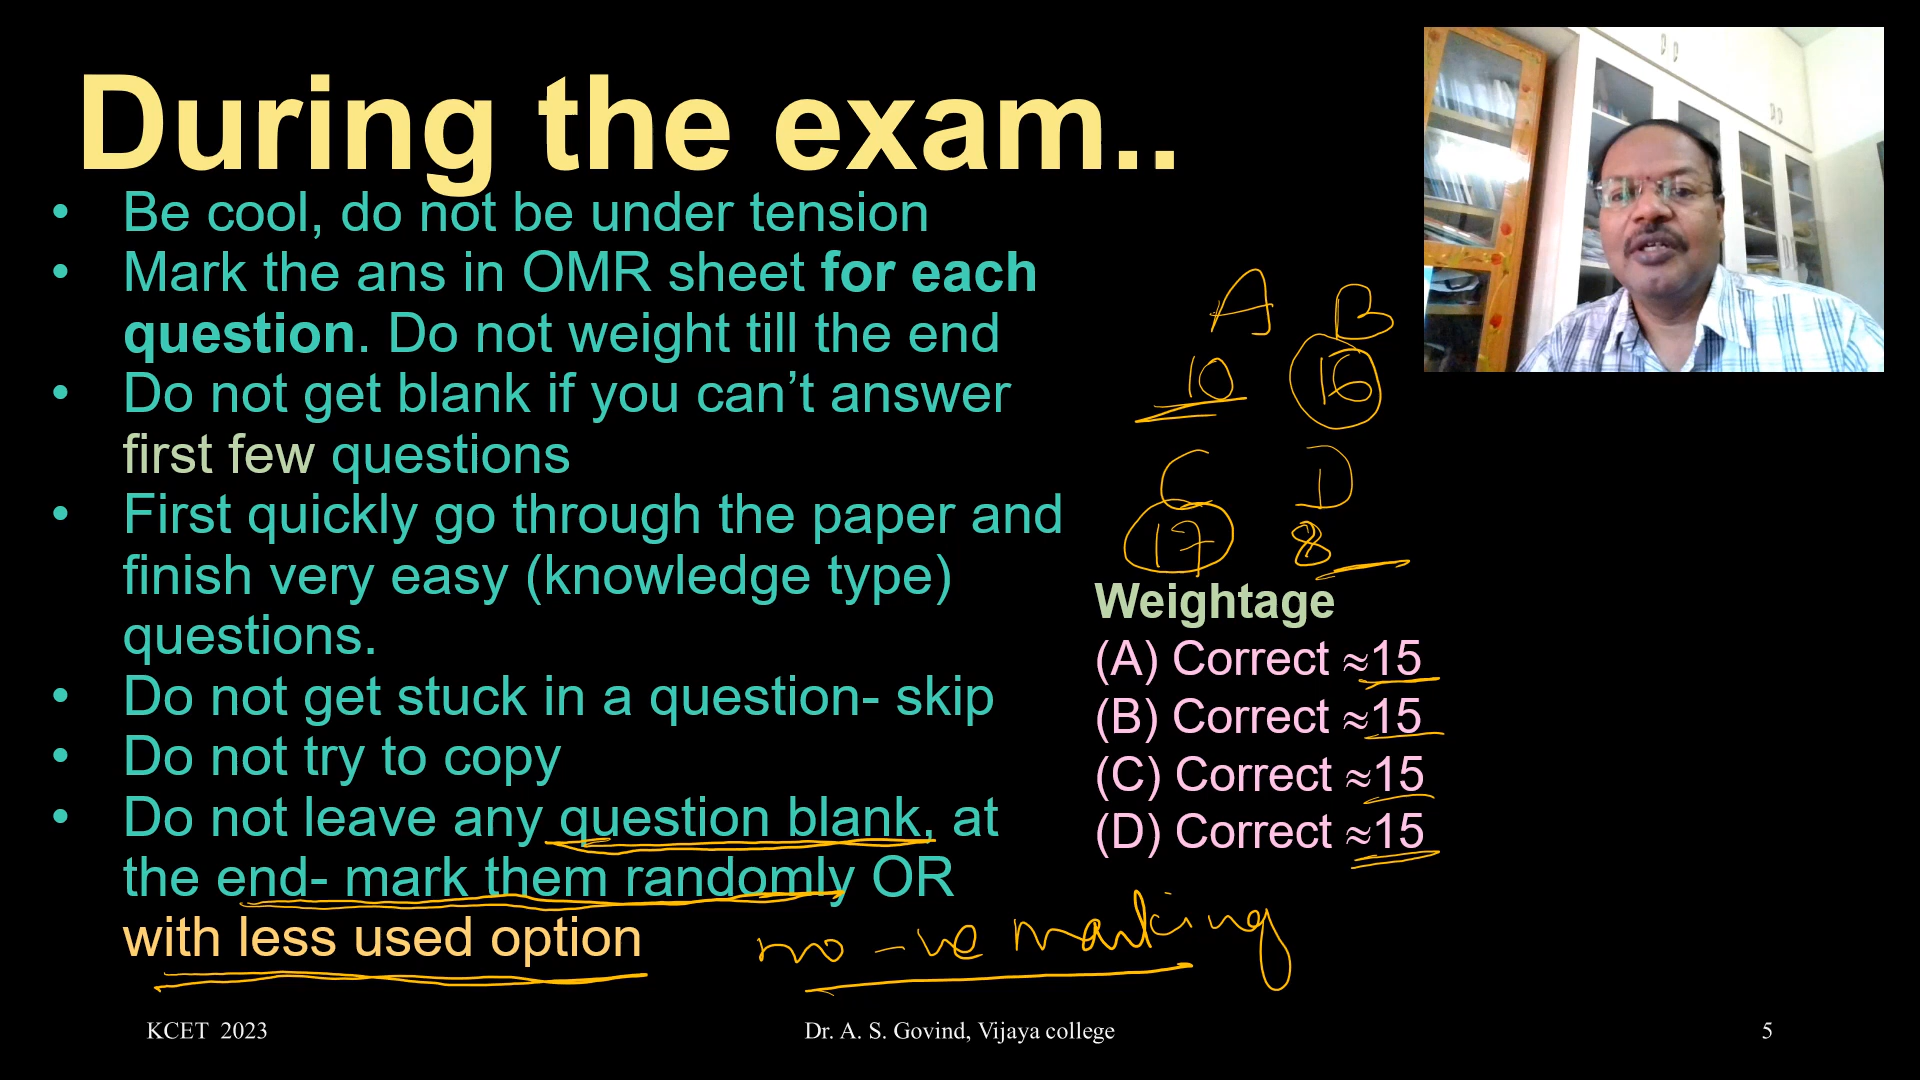 During the exam..
• Be cool, do not be under tension
• Mark the ans in OMR sheet for each
question. Do not weight till the end
• Do not get blank if you can’t answer
first few questions
• First quickly go through the paper and
finish very easy (knowledge type)
questions.
• Do not get stuck in a question- skip
• Do not try to copy
• Do not leave any question blank, at
the end- mark them randomly OR
with less used option
no -ve marking
A B
10 16
C D
17 8
Weightage
(A) Correct ≈15
(B) Correct ≈15
(C) Correct ≈15
(D) Correct ≈15
KCET 2023
Dr. A. S. Govind, Vijaya college
5